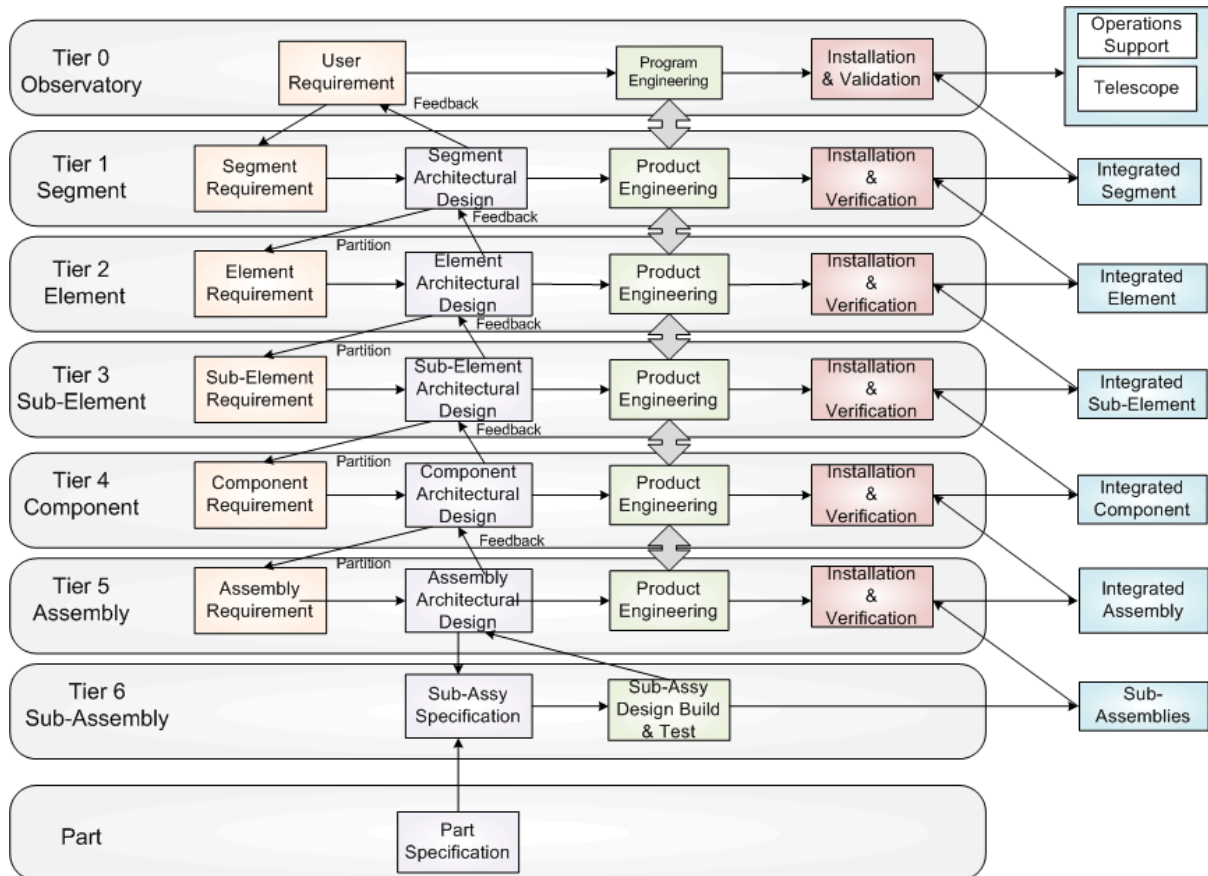 Tier 0
Observatory
User
Requirement
Program
Engineering
Installation
& Validation
Operations
Support
Telescope
Feedback
Tier 1
Segment
Segment
Requirement
Segment
Architectural
Design
Product
Engineering
Installation
&
Verification
Integrated
Segment
Feedback
Partition
Tier 2
Element
Element
Requirement
Element
Architectural
Design
Product
Engineering
Installation
&
Verification
Integrated
Element
Feedback
Partition
Tier 3
Sub-Element
Sub-Element
Requirement
Sub-Element
Architectural
Design
Product
Engineering
Installation
&
Verification
Integrated
Sub-Element
Feedback
Partition
Tier 4
Component
Component
Requirement
Component
Architectural
Design
Product
Engineering
Installation
&
Verification
Integrated
Component
Feedback
Partition
Tier 5
Assembly
Assembly
Requirement
Assembly
Architectural
Design
Product
Engineering
Installation
&
Verification
Integrated
Assembly
Tier 6
Sub-Assembly
Sub-Assy
Specification
Sub-Assy
Design Build
& Test
Sub-
Assemblies
Part
Part
Specification